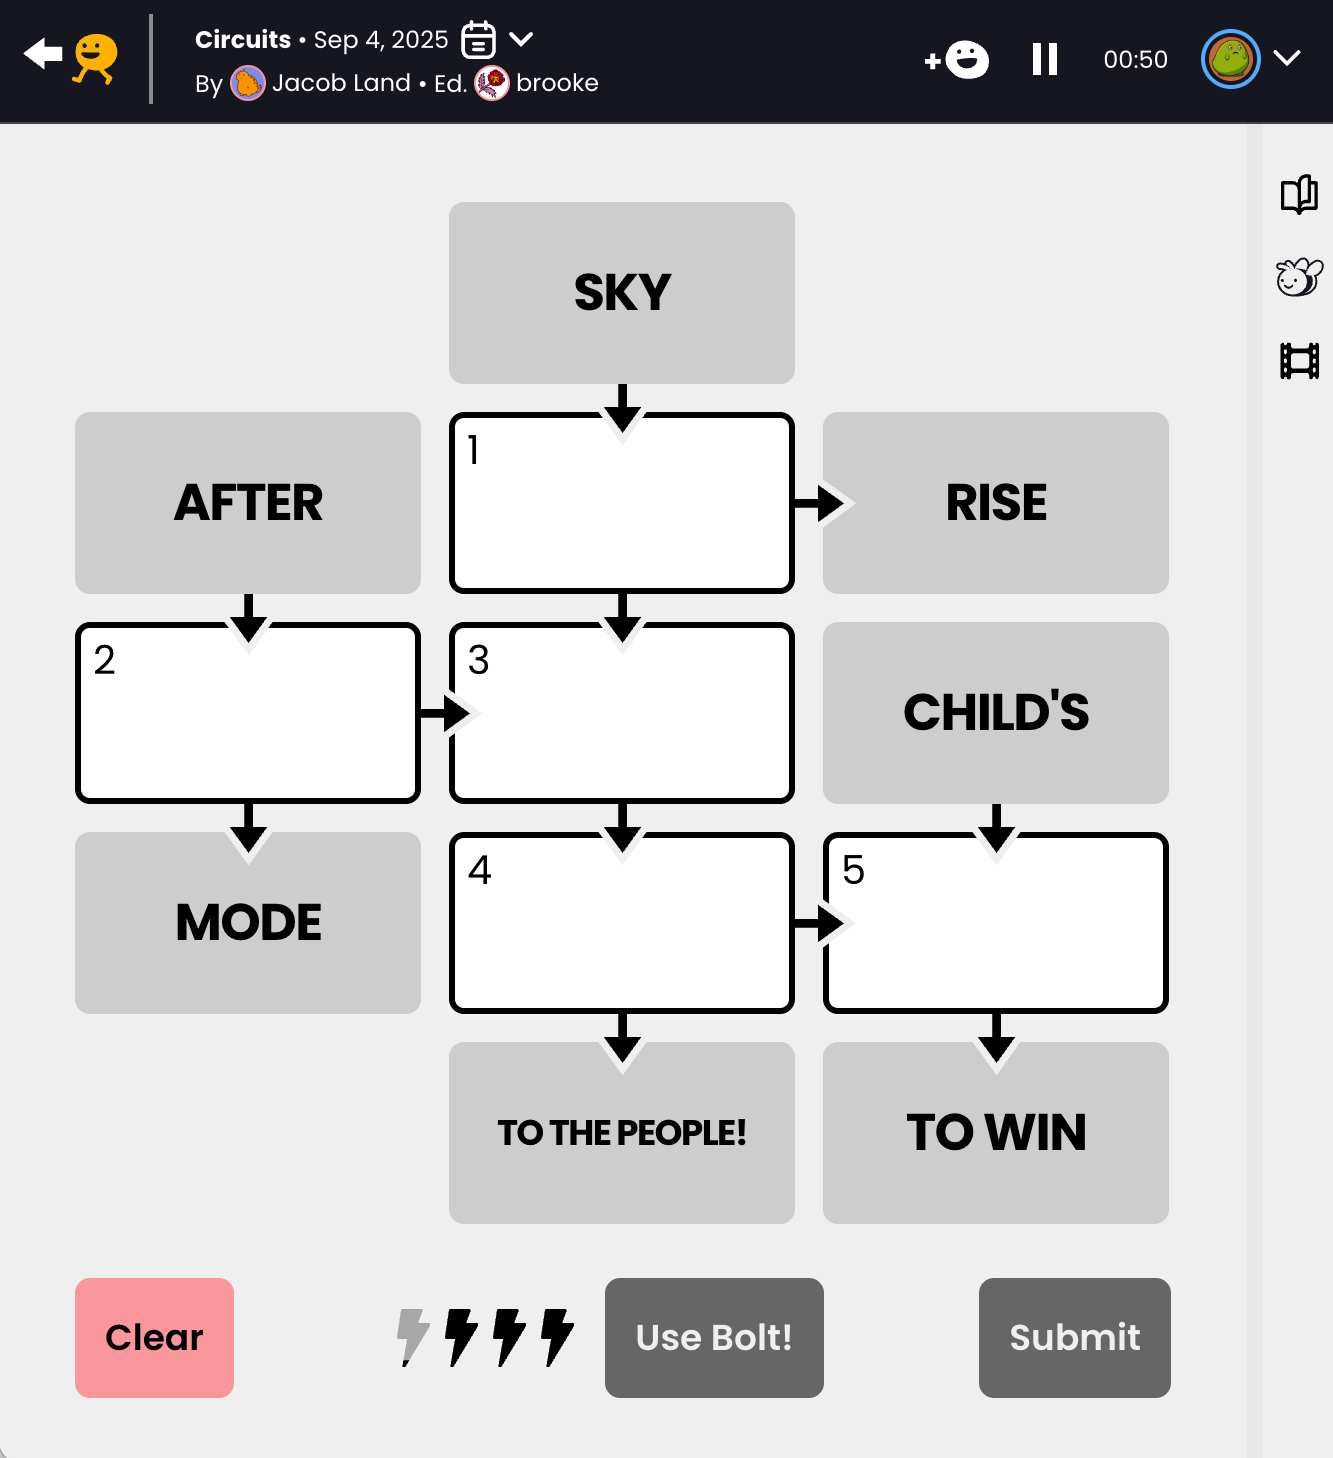 Circuits • Sep 4, 2025
By Jacob Land • Ed. brooke
+
00:50
SKY
AFTER
1
RISE
2
3
CHILD'S
MODE
4
5
TO THE PEOPLE!
TO WIN
Clear
Use Bolt!
Submit